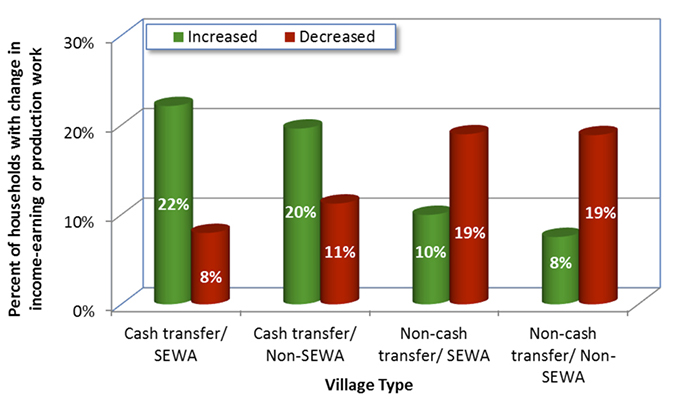 Increased Decreased
30%
20%
10%
0%
Percent of households with change in
income-earning or production work
22% 8% 20% 11% 10% 19% 8% 19%
Cash transfer/ Cash transfer/ Non-cash Non-cash
SEWA Non-SEWA transfer/ SEWA transfer/ Non-
SEWA
Village Type